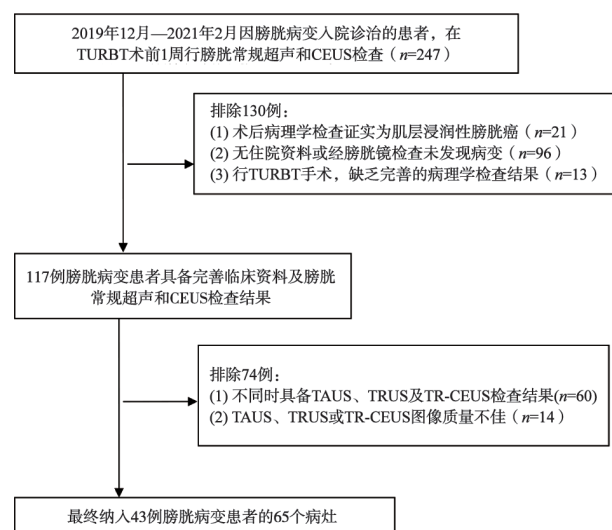 2019年12月—2021年2月因膀胱病变入院诊治的患者，在
TURBT术前1周行膀胱常规超声和CEUS检查（n=247）
排除130例：
(1) 术后病理学检查证实为肌层浸润性膀胱癌（n=21）
(2) 无住院资料或经膀胱镜检查未发现病变（n=96）
(3) 行TURBT手术，缺乏完善的病理学检查结果（n=13）
117例膀胱病变患者具备完善临床资料及膀胱
常规超声和CEUS检查结果
排除74例：
(1) 不同时具备TAUS、TRUS及TR-CEUS检查结果(n=60)
(2) TAUS、TRUS或TR-CEUS图像质量不佳（n=14）
最终纳入43例膀胱病变患者的65个病灶